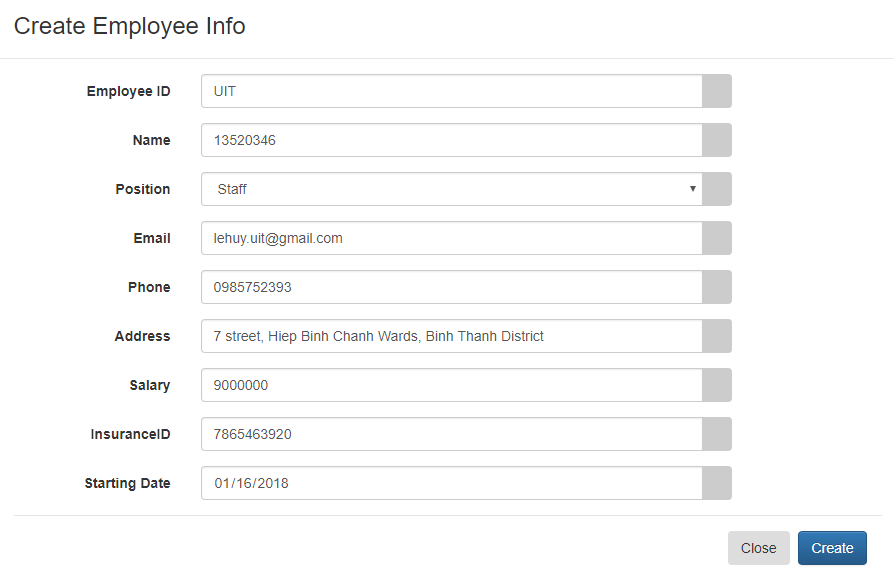 Create Employee Info
Employee ID UIT
Name 13520346
Position Staff
Email lehuy.uit@gmail.com
Phone 0985752393
Address 7 street, Hiep Binh Chanh Wards, Binh Thanh District
Salary 9000000
InsuranceID 7865463920
Starting Date 01/16/2018
Close Create